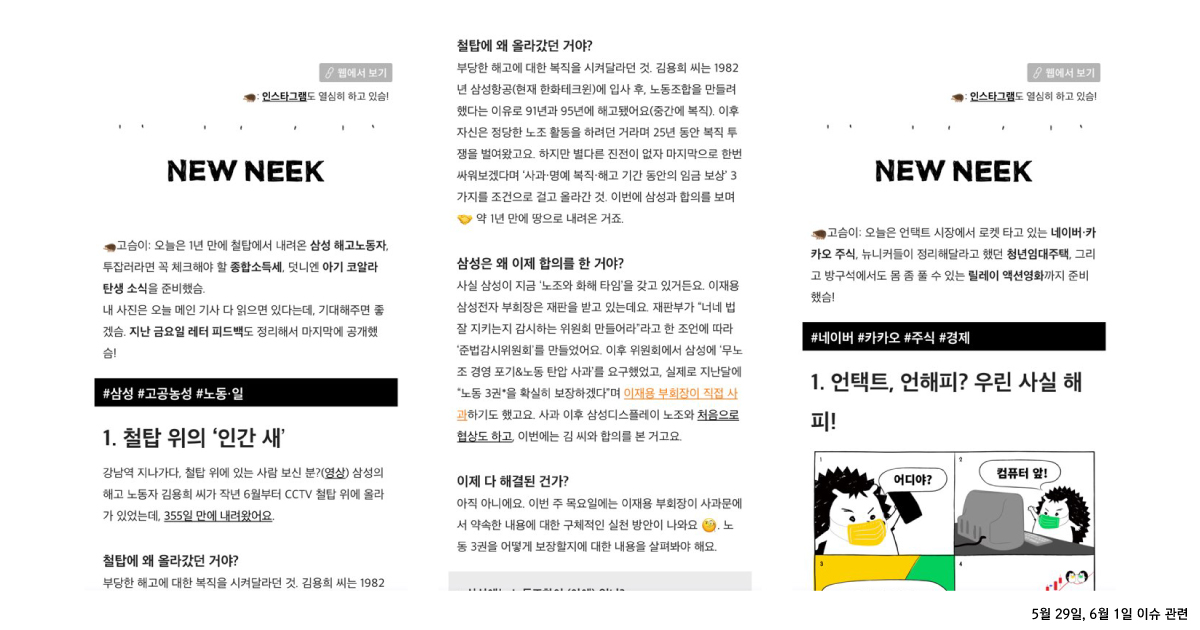 웹에서 보기
: 인스타그램도 열심히 하고 있슴!
NEW NEEK
고슴이: 오늘은 1년 만에 철탑에서 내려온 삼성 해고노동자,
투잡러라면 꼭 체크해야 할 종합소득세, 덧니엔 아기 코알라
탄생 소식을 준비했슴.
내 사진은 오늘 메인 기사 다 읽으면 있다는데, 기대해주면 좋
겠슴. 지난 금요일 레터 피드백도 정리해서 마지막에 공개했
슴!
#삼성 #고공농성 #노동·일
1. 철탑 위의 ‘인간 새’
강남역 지나가다, 철탑 위에 있는 사람 보신 분?(영상) 삼성의
해고 노동자 김용희 씨가 작년 6월부터 CCTV 철탑 위에 올라
가 있었는데, 355일 만에 내려왔어요.
철탑에 왜 올라갔던 거야?
부당한 해고에 대한 복직을 시켜달라던 것. 김용희 씨는 1982
철탑에 왜 올라갔던 거야?
부당한 해고에 대한 복직을 시켜달라던 것. 김용희 씨는 1982
년 삼성항공(현재 한화테크윈)에 입사 후, 노동조합을 만들려
했다는 이유로 91년과 95년에 해고됐어요(중간에 복직). 이후
자신은 정당한 노조 활동을 하려던 거라며 25년 동안 복직 투
쟁을 벌여왔고요. 하지만 별다른 진전이 없자 마지막으로 한번
싸워보겠다며 ‘사과·명예 복직·해고 기간 동안의 임금 보상’ 3
가지를 조건으로 걸고 올라간 것. 이번에 삼성과 합의를 보며
약 1년 만에 땅으로 내려온 거죠.
삼성은 왜 이제 합의를 한 거야?
사실 삼성이 지금 ‘노조와 화해 타임’을 갖고 있거든요. 이재용
삼성전자 부회장은 재판을 받고 있는데요. 재판부가 “너네 법
잘 지키는지 감시하는 위원회 만들어라”라고 한 조언에 따라
‘준법감시위원회’를 만들었어요. 이후 위원회에서 삼성에 ‘무노
조 경영 포기&노동 탄압 사과’를 요구했었고, 실제로 지난달에
“노동 3권*을 확실히 보장하겠다”며 이재용 부회장이 직접 사
과하기도 했고요. 사과 이후 삼성디스플레이 노조와 처음으로
협상도 하고, 이번에는 김 씨와 합의를 본 거고요.
이제 다 해결된 건가?
아직 아니에요. 이번 주 목요일에는 이재용 부회장이 사과문에
서 약속한 내용에 대한 구체적인 실천 방안이 나와요 . 노
동 3권을 어떻게 보장할지에 대한 내용을 살펴봐야 해요.
웹에서 보기
: 인스타그램도 열심히 하고 있슴!
NEW NEEK
고슴이: 오늘은 언택트 시장에서 로켓 타고 있는 네이버·카
카오 주식, 뉴니커들이 정리해달라고 했던 청년임대주택, 그리
고 방구석에서도 몸 좀 풀 수 있는 릴레이 액션영화까지 준비
했슴!
#네이버 #카카오 #주식 #경제
1. 언택트, 언해피? 우린 사실 해
피!
1
어디야?
2
컴퓨터 앞!
3
4
5월 29일, 6월 1일 이슈 관련